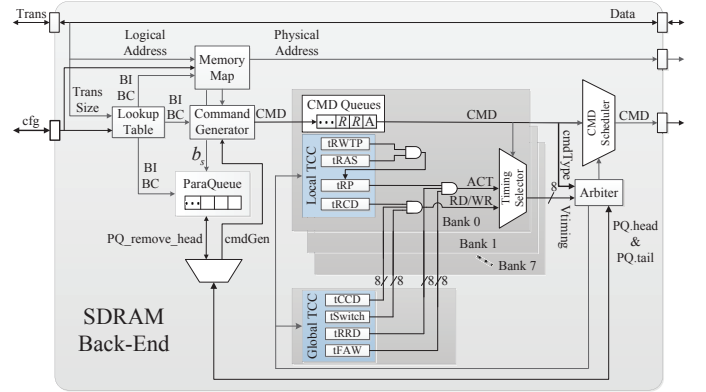 Trans
Data
Logical
Address
Physical
Address
Memory
Map
Trans
Size
BI
BC
cfg
Lookup
Table
BI
BC
Command
Generator
CMD
CMD Queues
... R R A
CMD
CMD
Scheduler
CMD
BI
BC
bs
ParaQueue
...
Local TCC
tRWTP
tRAS
tRP
tRCD
ACT
RD/WR
Timing
Selector
cmdType
8
Vtiming
Arbiter
Bank 0
Bank 1
Bank 7
PQ_remove_head
cmdGen
PQ.head
&
PQ.tail
8 8 8 8
Global TCC
tCCD
tSwitch
tRRD
tFAW
SDRAM
Back-End